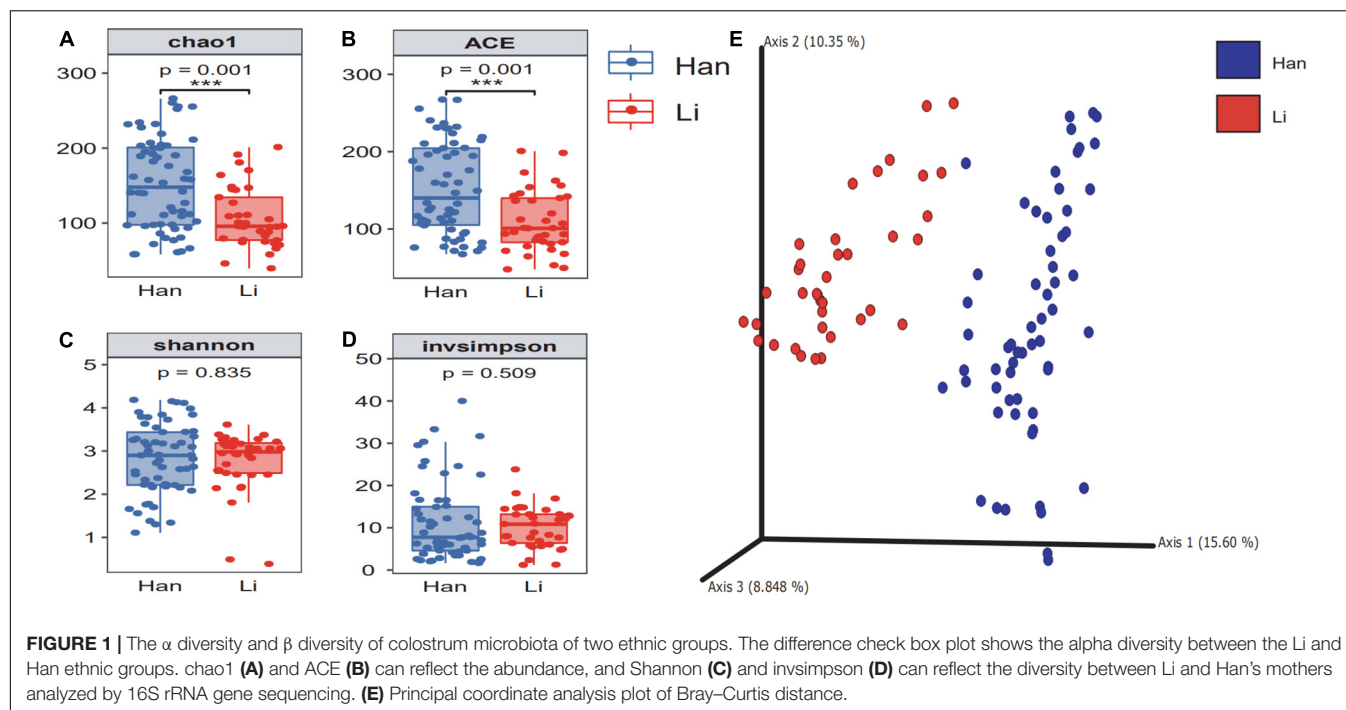 A
chao1
p = 0.001
***
300
200
100
Han
Li
B
ACE
p = 0.001
***
300
200
100
Han
Li
Han
Li
C
shannon
p = 0.835
5
4
3
2
1
Han
Li
D
invsimpson
p = 0.509
50
40
30
20
10
0
Han
Li
E
Axis 2 (10.35 %)
Axis 1 (15.60 %)
Axis 3 (8.848 %)
Han
Li
FIGURE 1 | The α diversity and β diversity of colostrum microbiota of two ethnic groups. The difference check box plot shows the alpha diversity between the Li and
Han ethnic groups. chao1 (A) and ACE (B) can reflect the abundance, and Shannon (C) and invsimpson (D) can reflect the diversity between Li and Han's mothers
analyzed by 16S rRNA gene sequencing. (E) Principal coordinate analysis plot of Bray–Curtis distance.